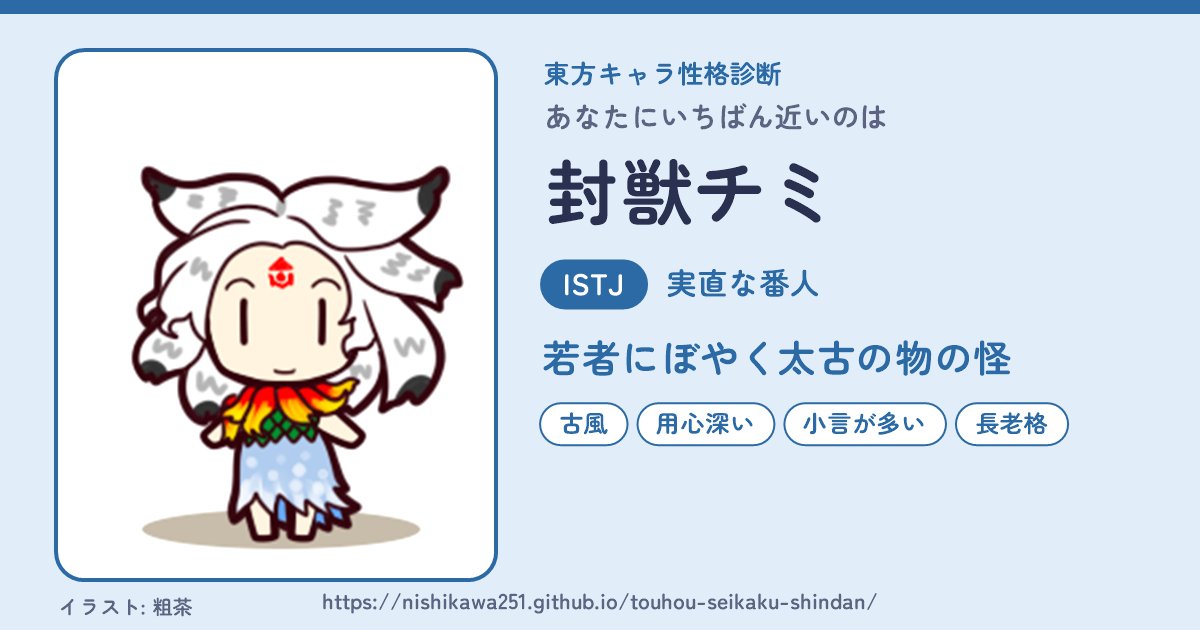 東方キャラ性格診断
あなたにいちばん近いのは
封獣チミ
ISTJ 実直な番人
若者にぼやく太古の物の怪
古風 用心深い 小言が多い 長老格
イラスト: 粗茶
https://nishikawa251.github.io/touhou-seikaku-shindan/